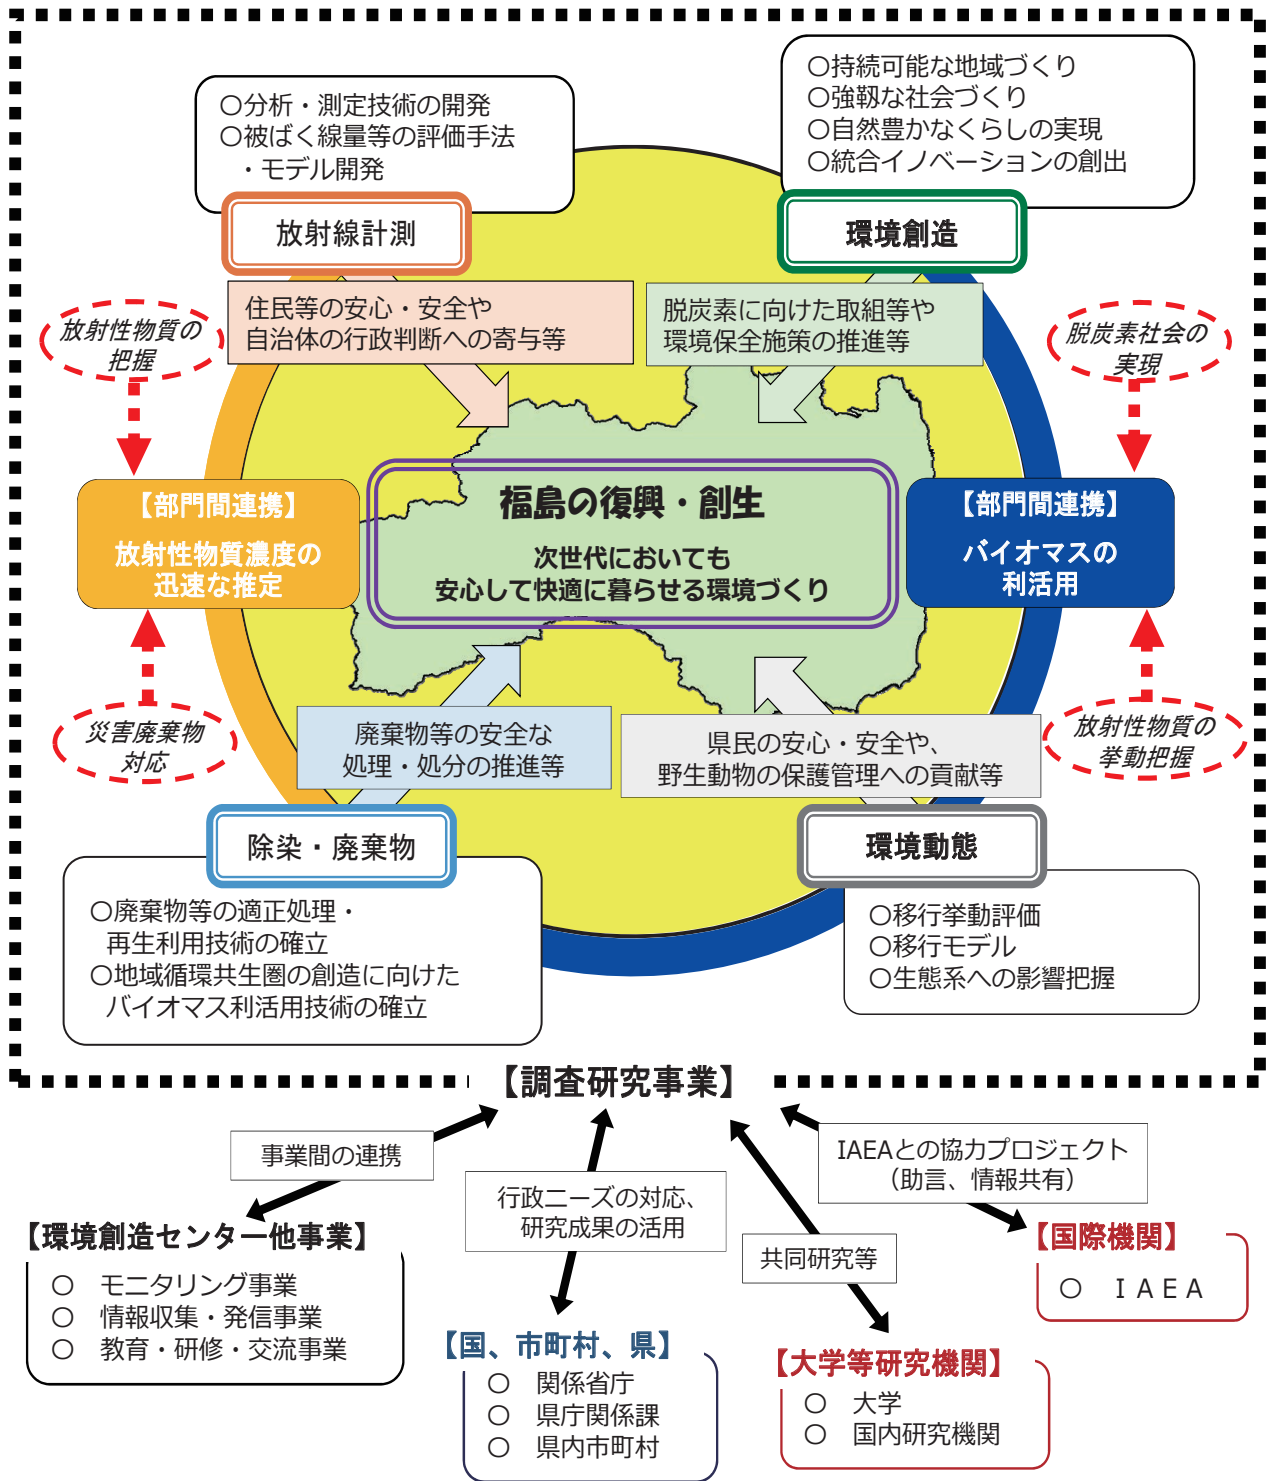 ○分析・測定技術の開発
○被ばく線量等の評価手法
・モデル開発
放射線計測
○持続可能な地域づくり
○強靱な社会づくり
○自然豊かなくらしの実現
○統合イノベーションの創出
環境創造
住民等の安心・安全や
自治体の行政判断への寄与等
脱炭素に向けた取組等や
環境保全施策の推進等
放射性物質の
把握
脱炭素社会の
実現
【部門間連携】
放射性物質濃度の
迅速な推定
福島の復興・創生
次世代においても
安心して快適に暮らせる環境づくり
【部門間連携】
バイオマスの
利活用
災害廃棄物
対応
廃棄物等の安全な
処理・処分の推進等
県民の安心・安全や、
野生動物の保護管理への貢献等
放射性物質の
挙動把握
除染・廃棄物
○廃棄物等の適正処理・
再生利用技術の確立
○地域循環共生圏の創造に向けた
バイオマス利活用技術の確立
環境動態
○移行挙動評価
○移行モデル
○生態系への影響把握
【調査研究事業】
事業間の連携
行政ニーズの対応、
研究成果の活用
共同研究等
IAEAとの協力プロジェクト
（助言、情報共有）
【環境創造センター他事業】
○　モニタリング事業
○　情報収集・発信事業
○　教育・研修・交流事業
【国、市町村、県】
○　関係省庁
○　県庁関係課
○　県内市町村
【大学等研究機関】
○　大学
○　国内研究機関
【国際機関】
○　ＩＡＥＡ